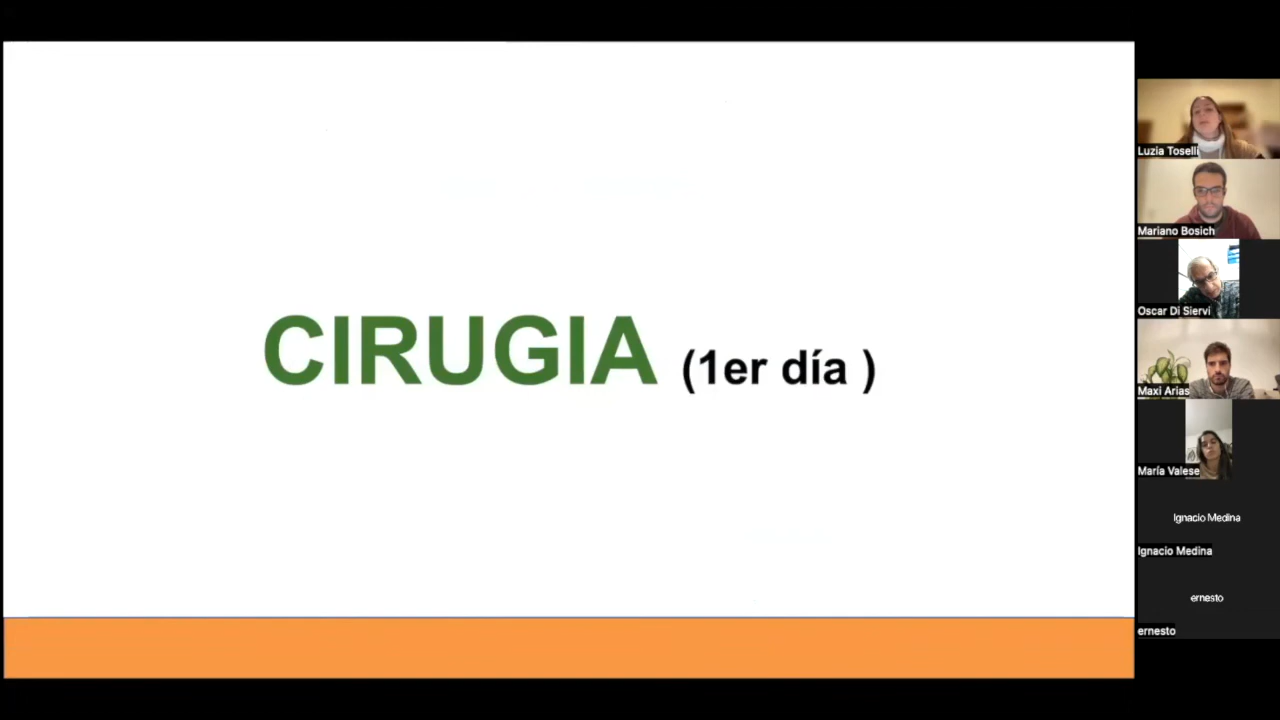 CIRUGIA (1er día )
Luzia Toselli
Mariano Bosich
Oscar Di Siervi
Maxi Arias
María Valese
Ignacio Medina
Ignacio Medina
ernesto
ernesto